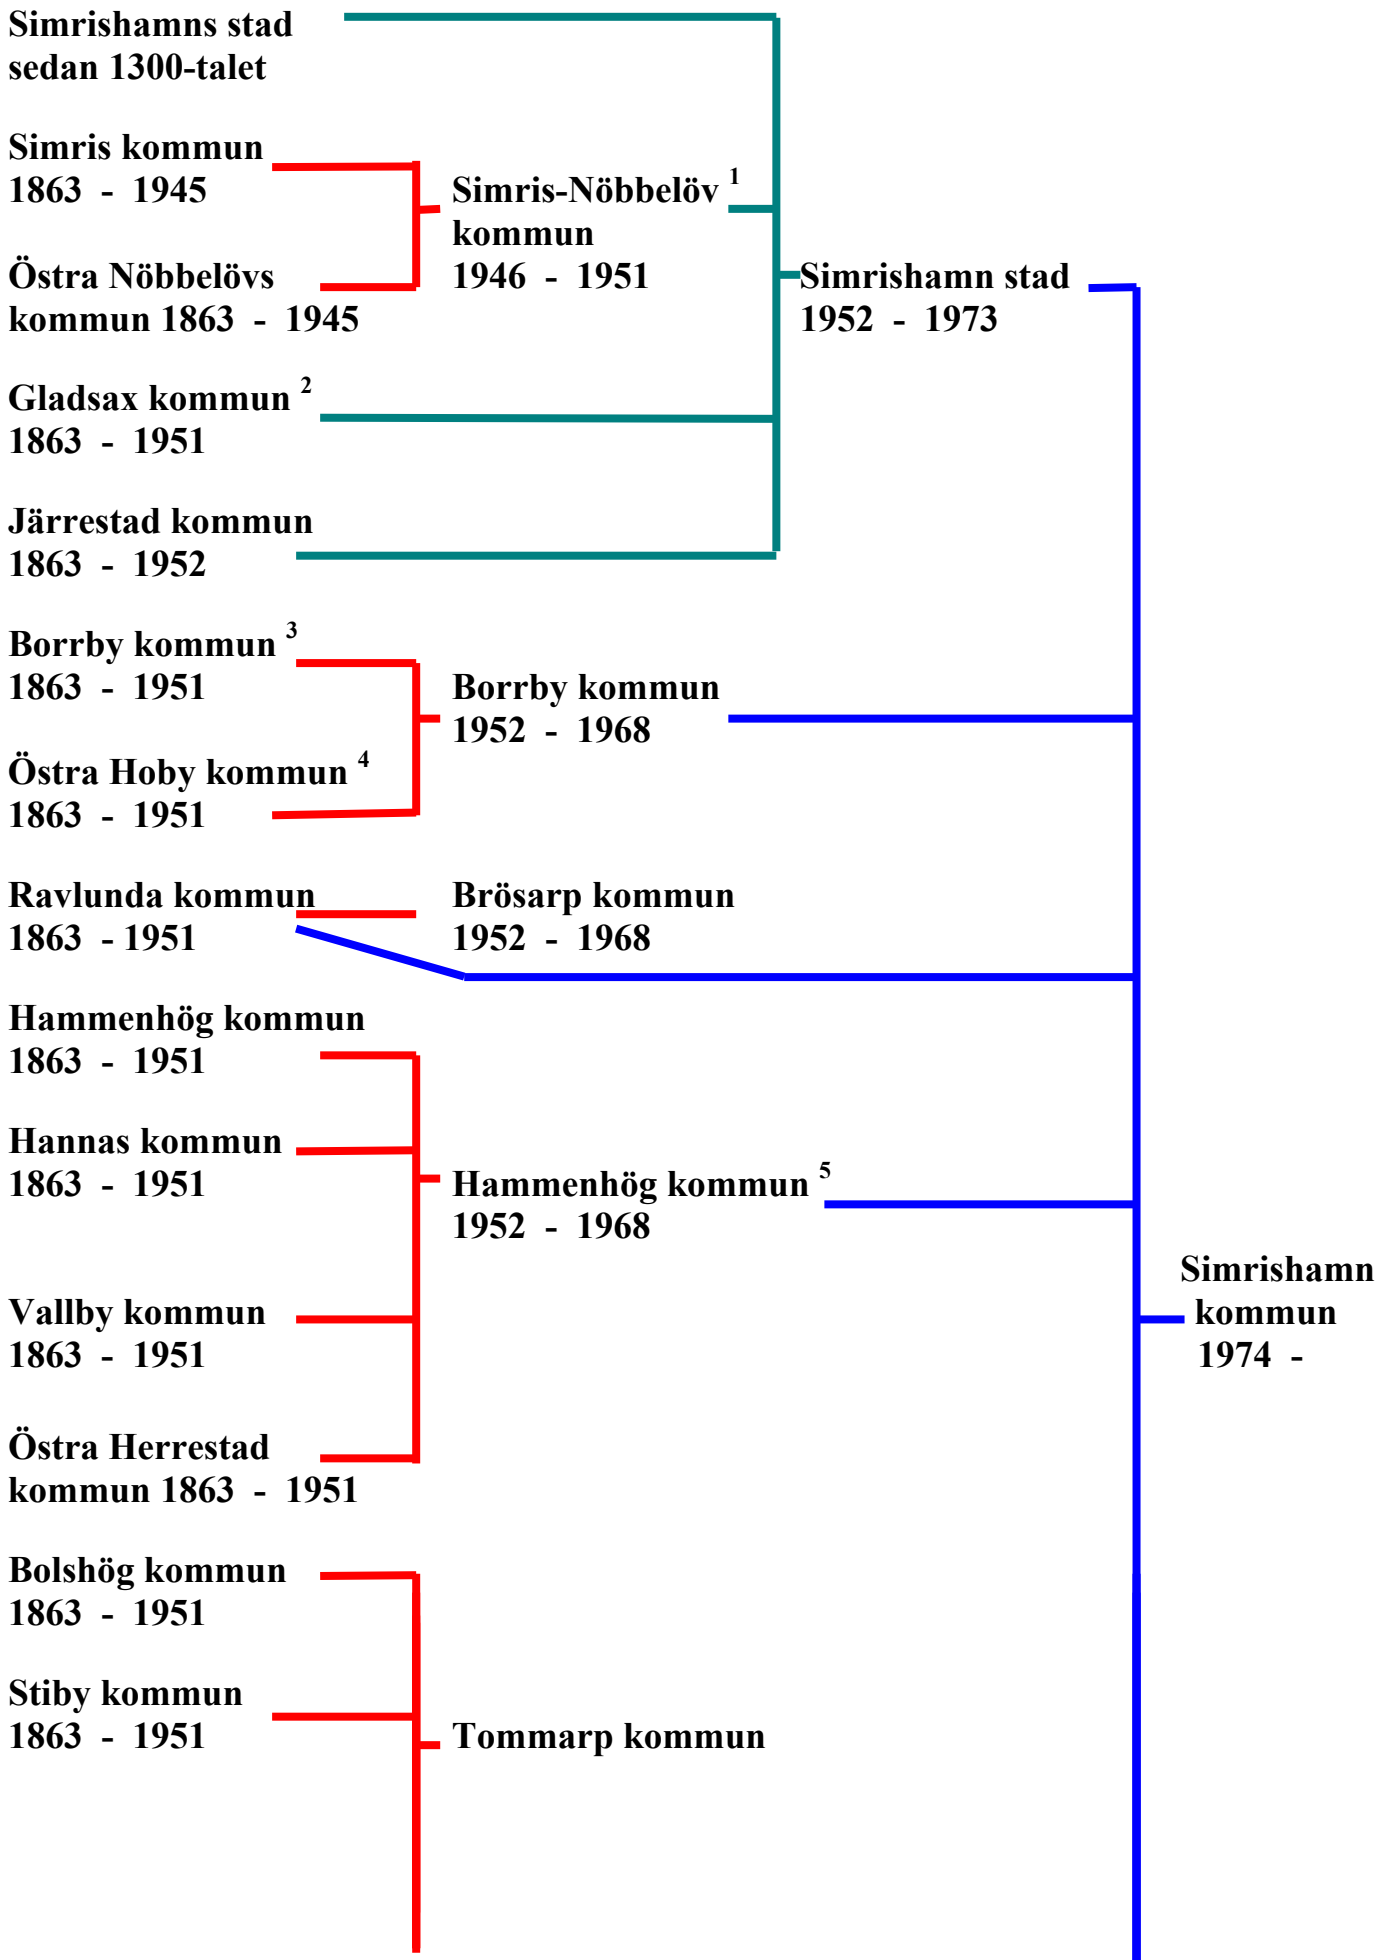 Simrishamns stad
sedan 1300-talet
Simris kommun
1863 - 1945
Simris-Nöbbelöv 1
kommun
1946 - 1951
Östra Nöbbelövs
kommun 1863 - 1945
Simrishamn stad
1952 - 1973
Gladsax kommun 2
1863 - 1951
Järrestad kommun
1863 - 1952
Borrby kommun 3
1863 - 1951
Borrby kommun
1952 - 1968
Östra Hoby kommun 4
1863 - 1951
Ravlunda kommun
1863 - 1951
Brösarp kommun
1952 - 1968
Hammenhög kommun
1863 - 1951
Hannas kommun
1863 - 1951
Hammenhög kommun 5
1952 - 1968
Simrishamn
kommun
1974 -
Vallby kommun
1863 - 1951
Östra Herrestad
kommun 1863 - 1951
Bolshög kommun
1863 - 1951
Stiby kommun
1863 - 1951
Tommarp kommun